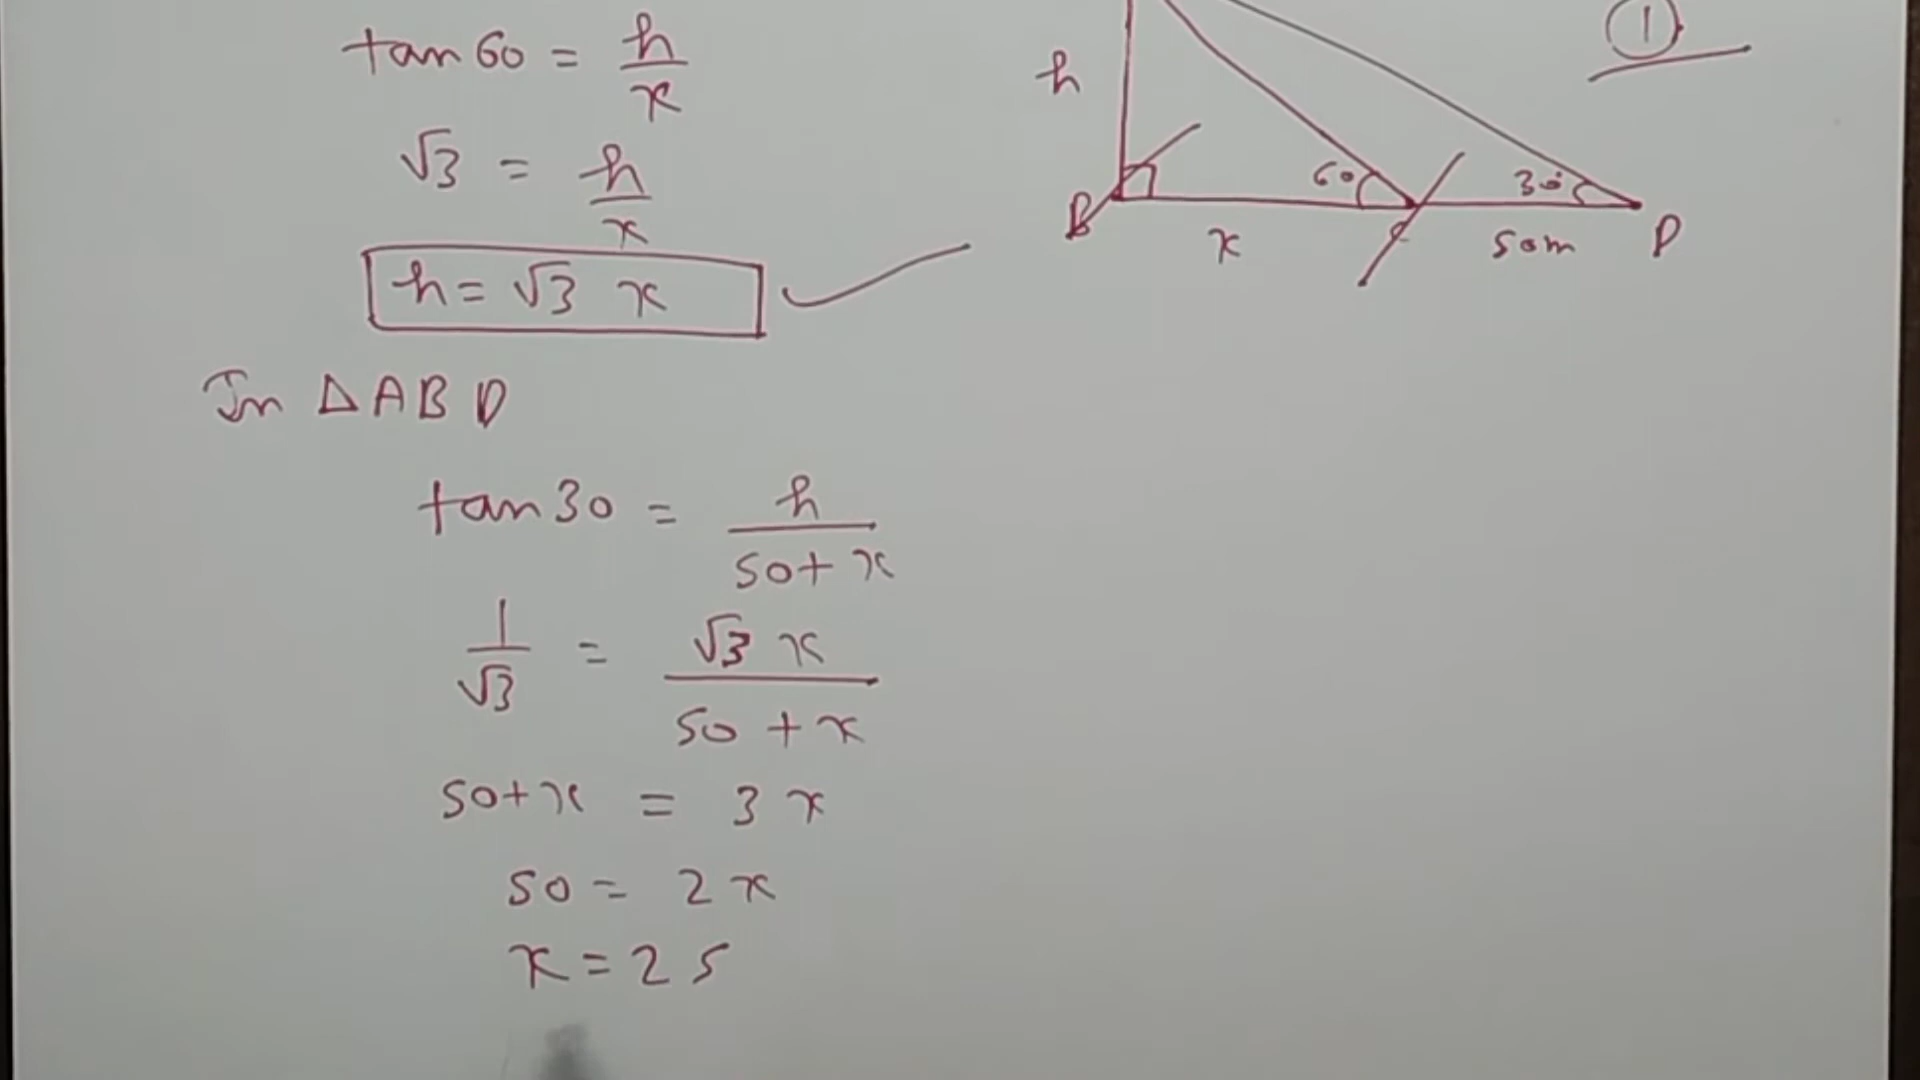 tan 60 = h/x
√3 = h/x
h = √3 x
In △ABD
tan 30 = h/(50+x)
1/√3 = √3 x/(50 + x)
50+x = 3x
50 = 2x
x = 25
1
h
60
30
B
x
C
50m
D